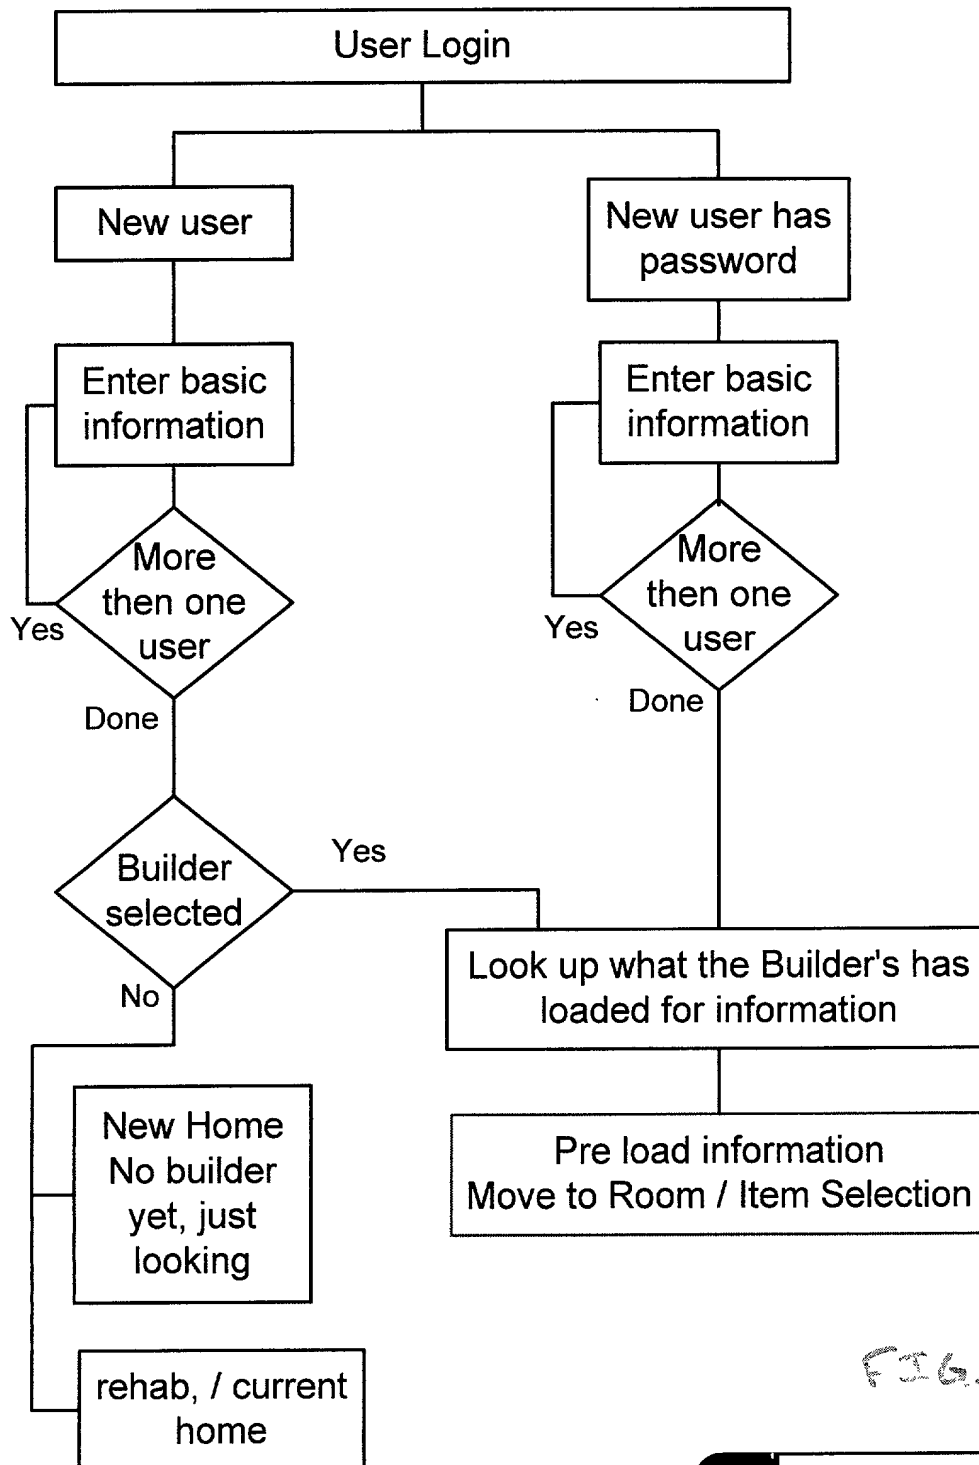 User Login
New user
New user has
password
Enter basic
information
Enter basic
information
More
then one
user
Yes
Done
More
then one
user
Yes
Done
Builder
selected
Yes
No
Look up what the Builder's has
loaded for information
Pre load information
Move to Room / Item Selection
New Home
No builder
yet, just
looking
rehab, / current
home
FIG.